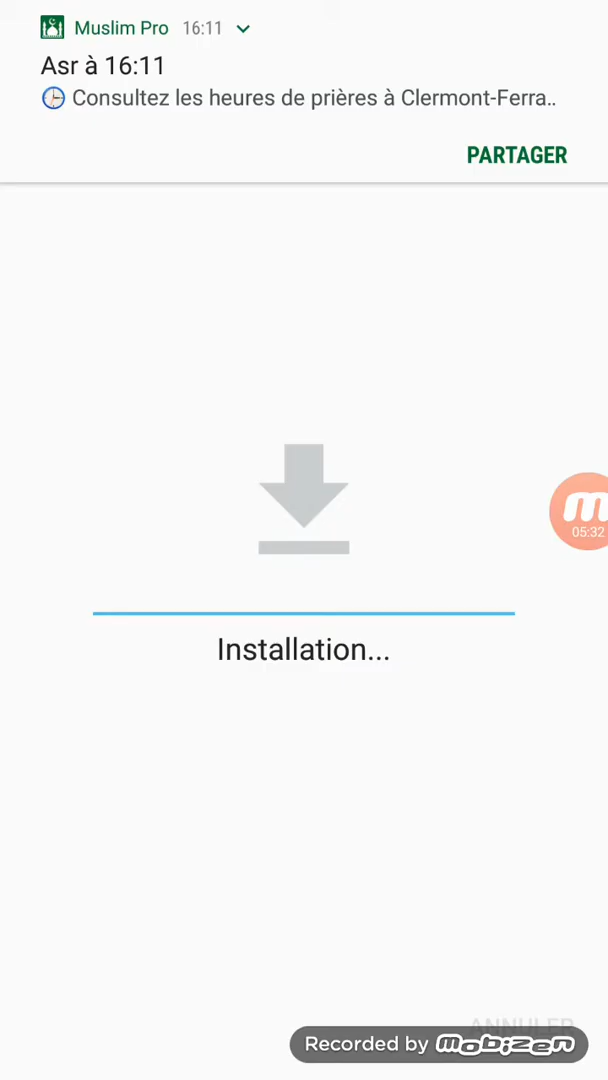 Muslim Pro 16:11
Asr à 16:11
Consultez les heures de prières à Clermont-Ferra..
PARTAGER
m
05:32
Installation...
ANNULER
Recorded by mobizen